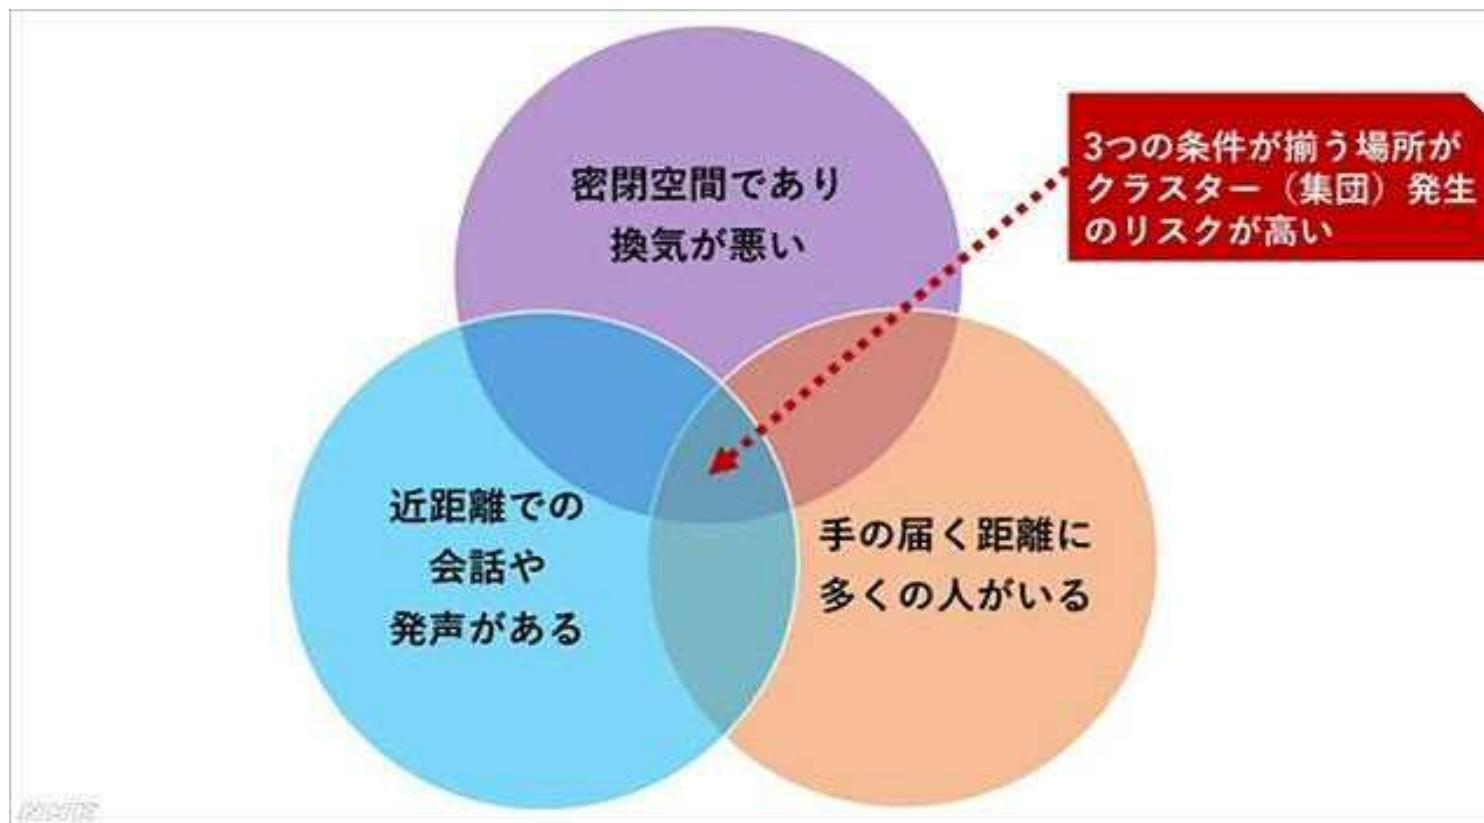 密閉空間であり
換気が悪い
3つの条件が揃う場所が
クラスター（集団）発生
のリスクが高い
近距離での
会話や
発声がある
手の届く距離に
多くの人がいる